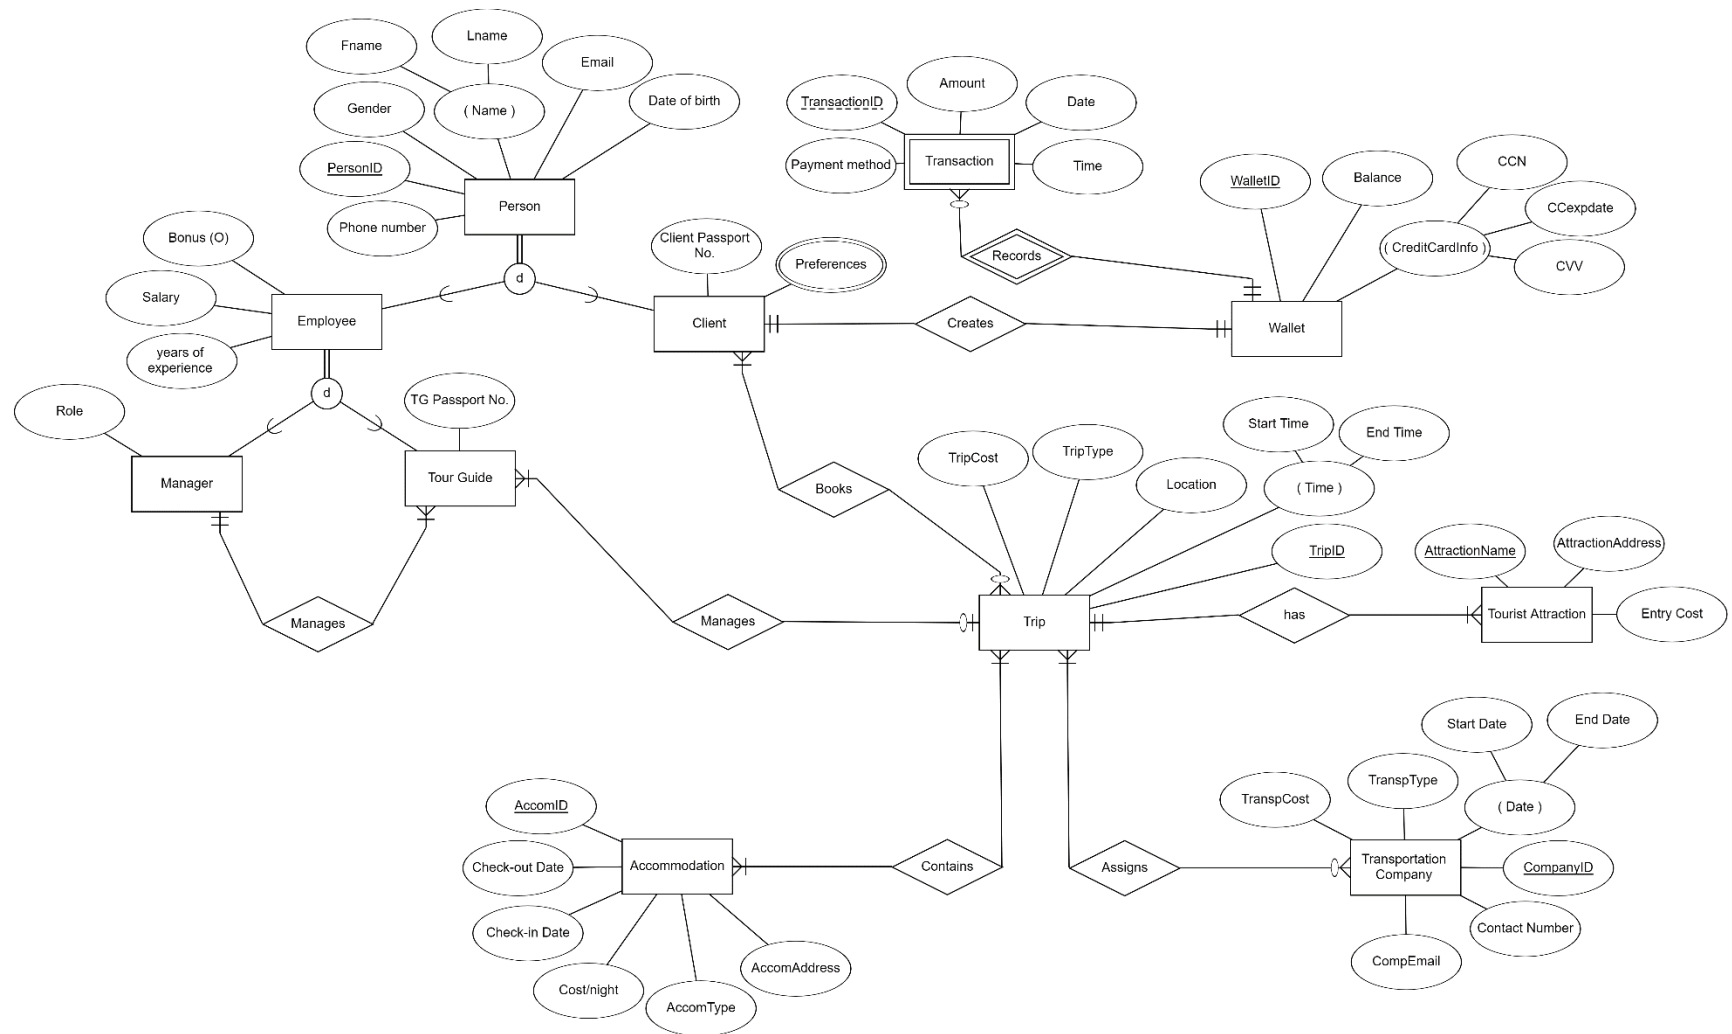 Fname
Lname
Email
Gender
( Name )
Date of birth
PersonID
Person
Phone number
TransactionID
Amount
Date
Payment method
Transaction
Time
Records
WalletID
Balance
CCN
CCexpdate
( CreditCardInfo )
CVV
Wallet
Bonus (O)
Salary
years of
experience
Employee
d
Client Passport
No.
Preferences
Client
Creates
d
Role
Manager
TG Passport No.
Tour Guide
Manages
Manages
Books
TripCost
TripType
Location
Start Time
End Time
( Time )
TripID
Trip
has
AttractionName
AttractionAddress
Tourist Attraction
Entry Cost
AccomID
Check-out Date
Check-in Date
Cost/night
AccomType
AccomAddress
Accommodation
Contains
Assigns
TranspCost
TranspType
Start Date
End Date
( Date )
Transportation
Company
CompanyID
Contact Number
CompEmail